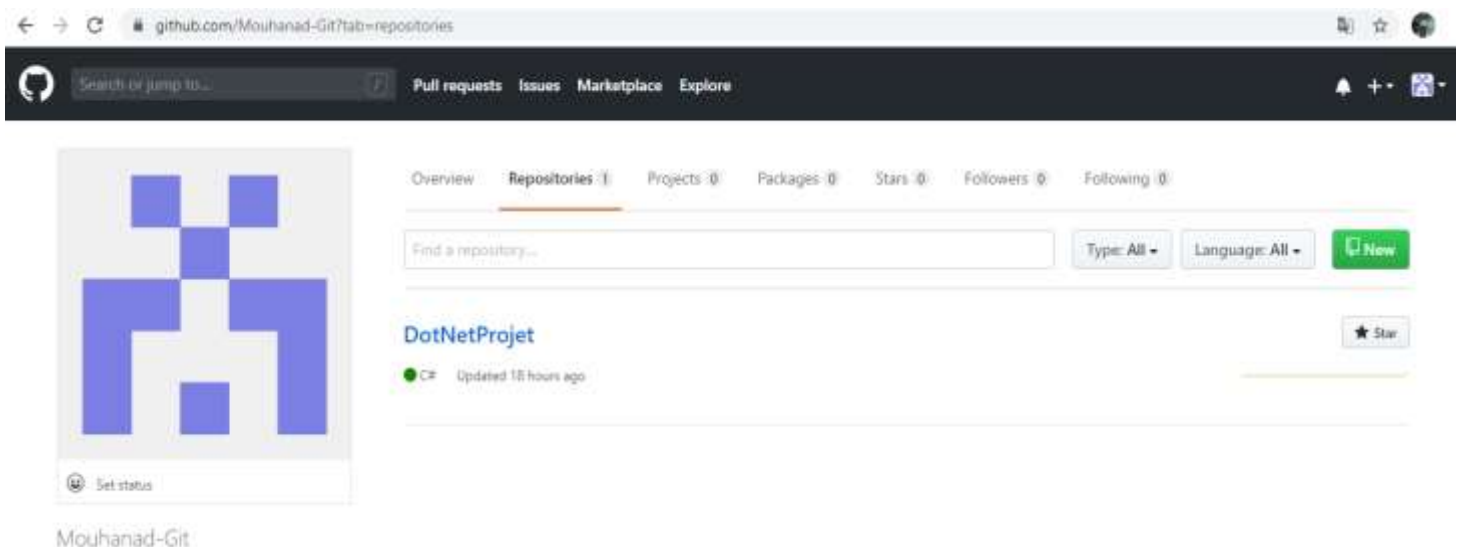 github.com/Mouhanad-Git?tab=repositories
Search or jump to... /
Pull requests Issues Marketplace Explore
Overview Repositories 1 Projects 0 Packages 0 Stars 0 Followers 0 Following 0
Find a repository... Type: All Language: All New
DotNetProjet Star
C# Updated 18 hours ago
Set status
Mouhanad-Git